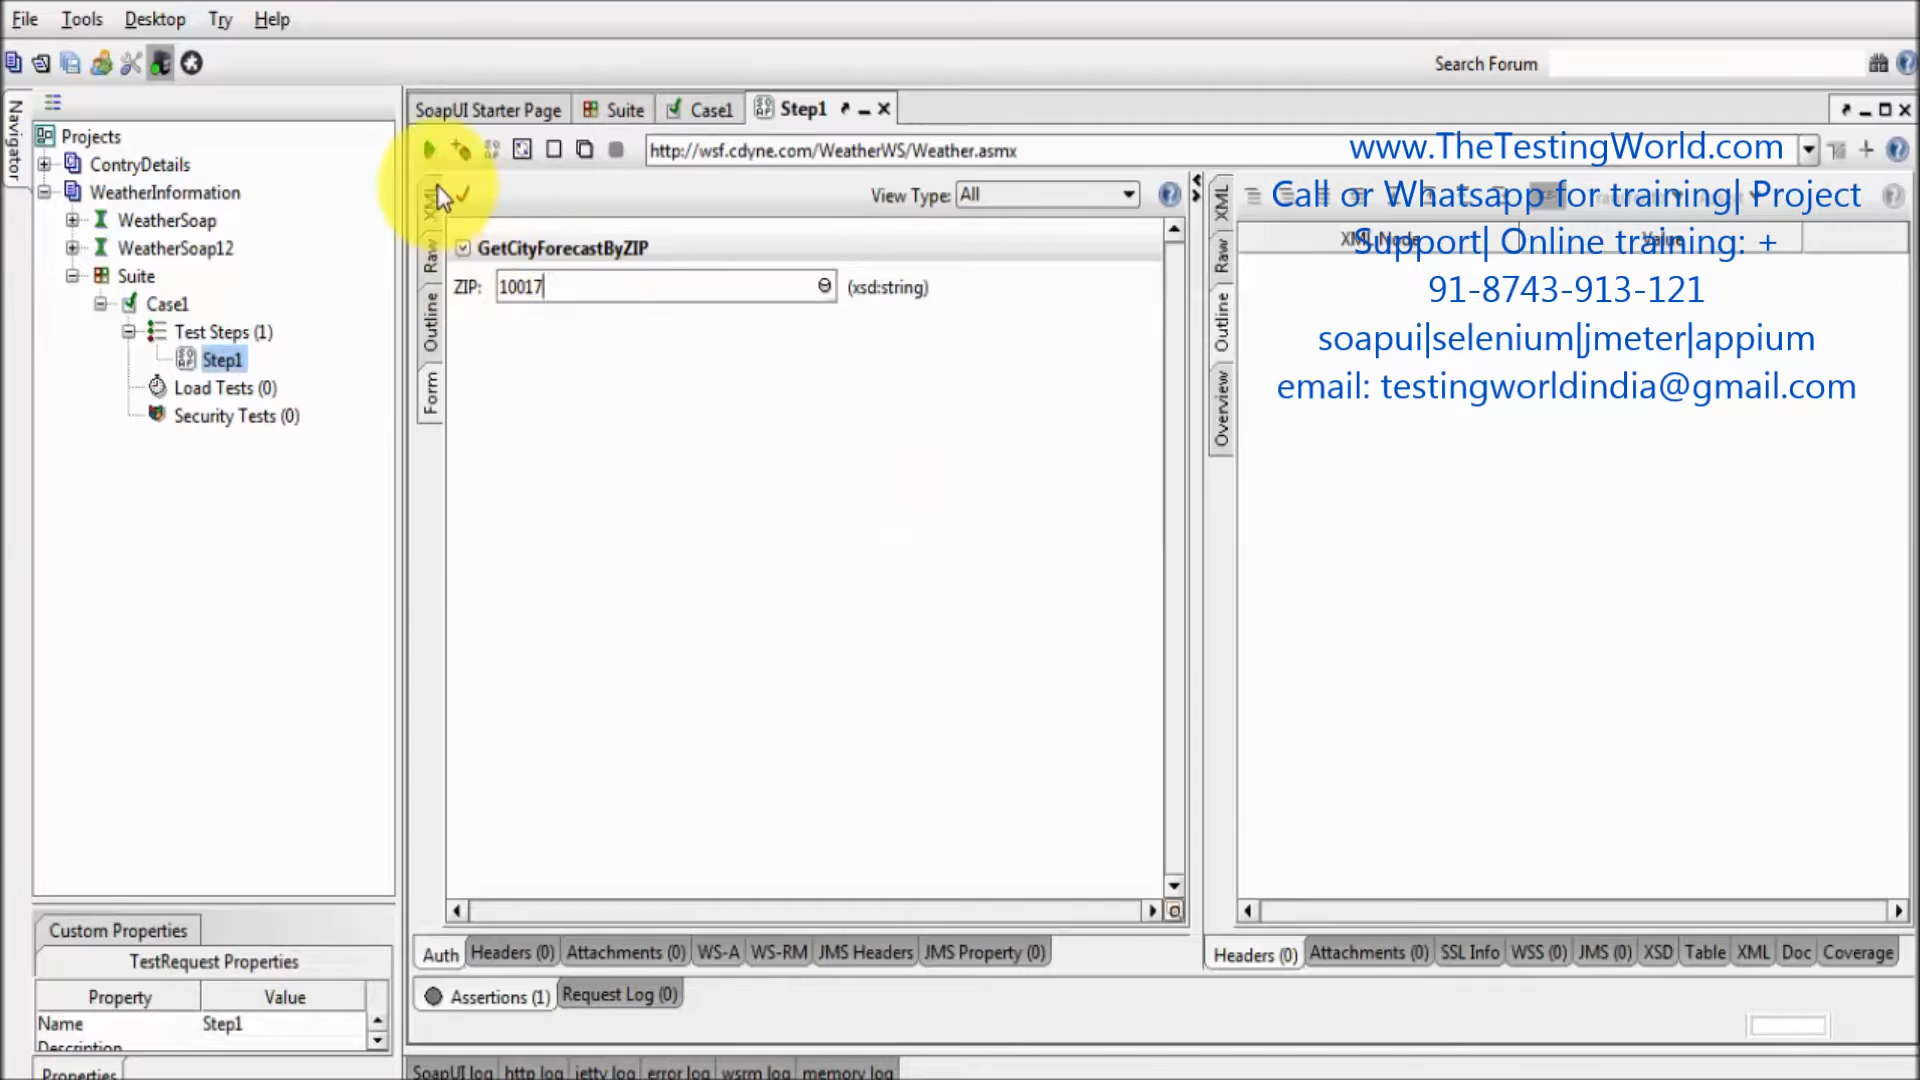 File Tools Desktop Try Help
Search Forum
Navigator
Projects
ContryDetails
WeatherInformation
WeatherSoap
WeatherSoap12
Suite
Case1
Test Steps (1)
Step1
Load Tests (0)
Security Tests (0)
Custom Properties
TestRequest Properties
Property Value
Name Step1
Description
Properties
SoapUI Starter Page Suite Case1 Step1
http://wsf.cdyne.com/WeatherWS/Weather.asmx
View Type: All
XML
Raw
Outline
Form
GetCityForecastByZIP
ZIP: 10017 (xsd:string)
Auth Headers (0) Attachments (0) WS-A WS-RM JMS Headers JMS Property (0)
Assertions (1) Request Log (0)
XML
Raw
Outline
Overview
XML Node Value
www.TheTestingWorld.com
Call or Whatsapp for training| Project
Support| Online training: +
91-8743-913-121
soapui|selenium|jmeter|appium
email: testingworldindia@gmail.com
Headers (0) Attachments (0) SSL Info WSS (0) JMS (0) XSD Table XML Doc Coverage
SoapUI log http log jetty log error log wsrm log memory log